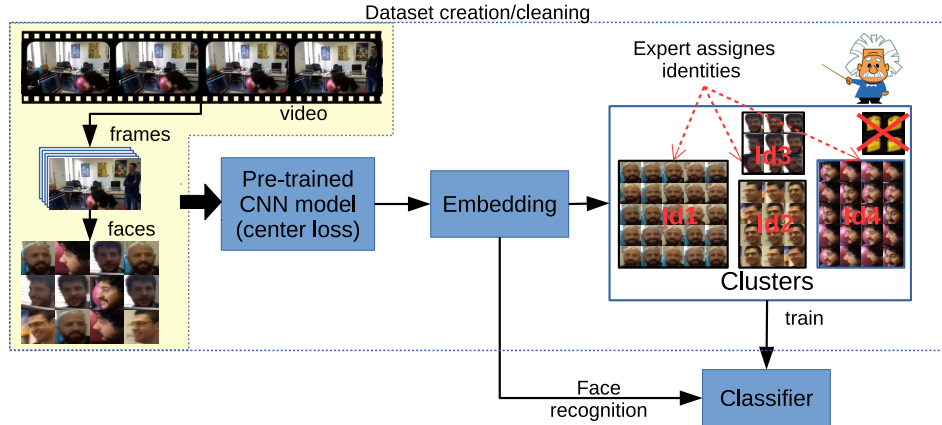 Dataset creation/cleaning
video
frames
faces
Pre-trained
CNN model
(center loss)
Embedding
Expert assignes
identities
Id1
Id3
Id2
Id4
Clusters
train
Face
recognition
Classifier